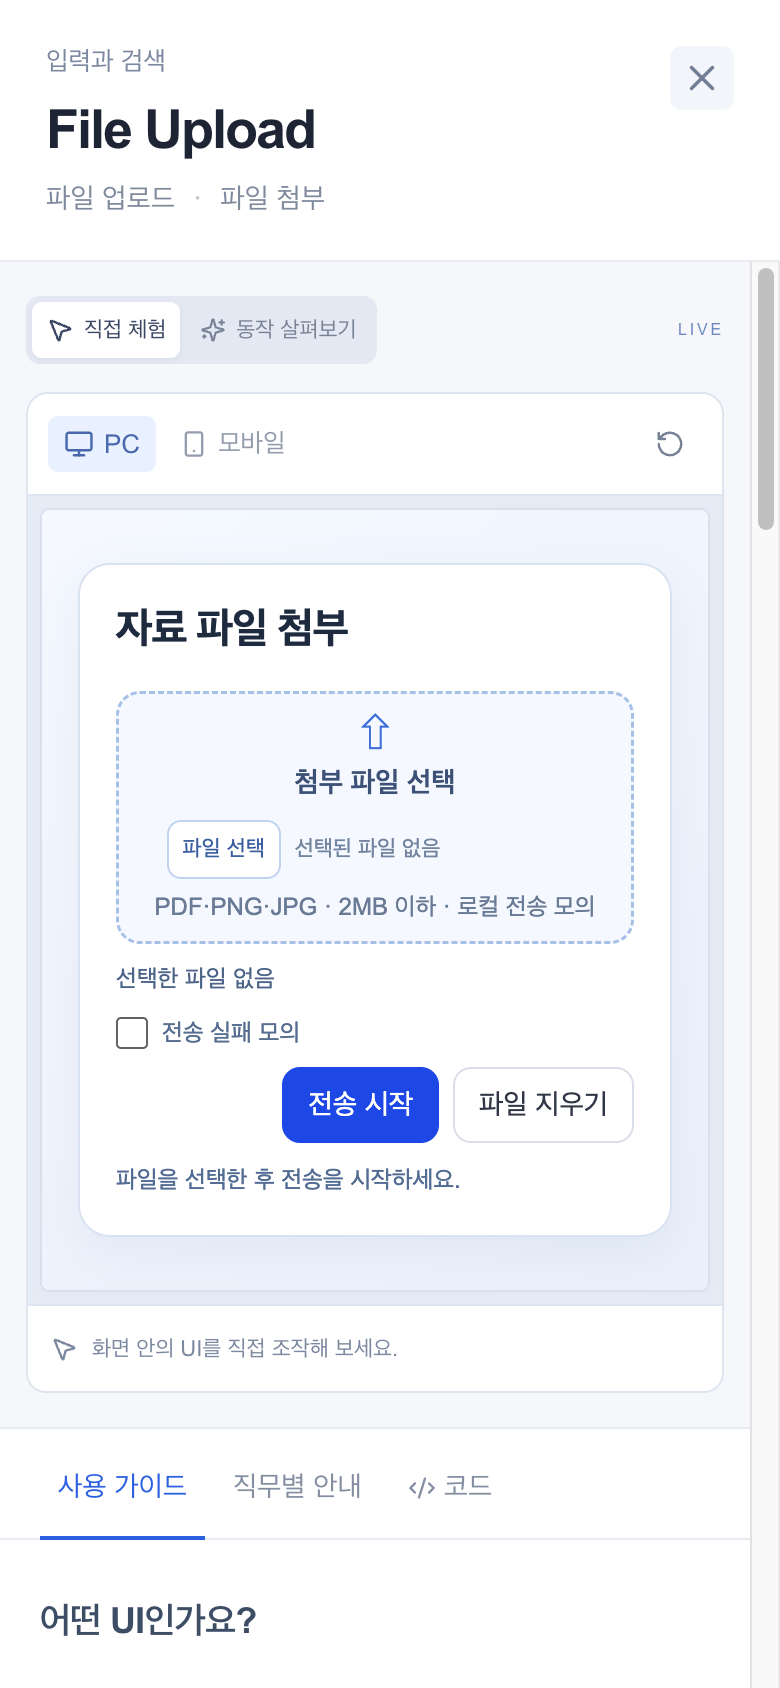 입력과 검색
File Upload
파일 업로드 · 파일 첨부
직접 체험 동작 살펴보기 LIVE
PC 모바일
자료 파일 첨부
첨부 파일 선택
파일 선택 선택된 파일 없음
PDF·PNG·JPG · 2MB 이하 · 로컬 전송 모의
선택한 파일 없음
전송 실패 모의
전송 시작 파일 지우기
파일을 선택한 후 전송을 시작하세요.
화면 안의 UI를 직접 조작해 보세요.
사용 가이드 직무별 안내 </> 코드
어떤 UI인가요?